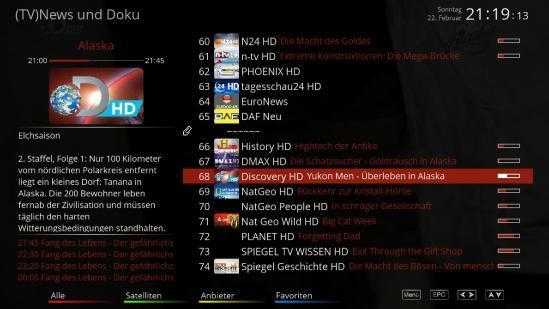 (TV)News und Doku
Sonntag
22. Februar
21:19:13
Alaska
21:00
21:45
HD
Elchsaison
2. Staffel, Folge 1: Nur 100 Kilometer
vom nördlichen Polarkreis entfernt
liegt ein kleines Dorf: Tanana in
Alaska. Die 200 Bewohner leben
fernab der Zivilisation und müssen
täglich den harten
Witterungsbedingungen standhalten.
21:45 Fang des Lebens - Der gefährlichs
22:35 Fang des Lebens - Der gefährlich
23:20 Fang des Lebens - Der gefährlich
00:05 Fang des Lebens - Der gefährlic
60 N24 HD Die Macht des Goldes
61 n-tv HD Extreme Konstruktionen: Die Mega-Brücke
62 PHOENIX HD
63 tagesschau24 HD
64 EuroNews
65 DAF Neu
-------
66 History HD Hightech der Antike
67 DMAX HD Die Schatzsucher - Goldrausch in Alaska
68 Discovery HD Yukon Men - Überleben in Alaska
69 NatGeo HD Rückkehr zur Kristall-Höhle
70 NatGeo People HD In schräger Gesellschaft
71 Nat Geo Wild HD Big Cat Week
72 PLANET HD Forgetting Dad
73 SPIEGEL TV WISSEN HD Exit Through the Gift Shop
74 Spiegel Geschichte HD Die Macht des Bösen - Von mensch
Alle
Satelliten
Anbieter
Favoriten
Menü
EPG